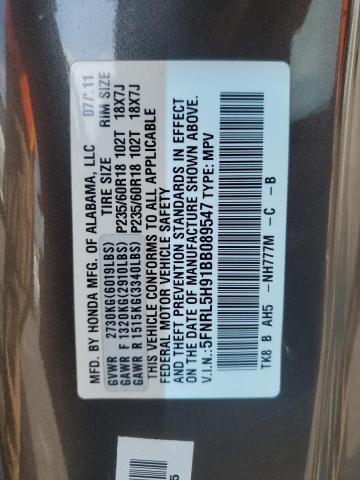 MFD. BY HONDA MFG. OF ALABAMA, LLC 07/11
TIRE SIZE RIM SIZE
GVWR 2730KG(6019LBS)
GAWR F 1320KG(2910LBS) P235/60R18 102T 18X7J
GAWR R 1515KG(3340LBS) P235/60R18 102T 18X7J
THIS VEHICLE CONFORMS TO ALL APPLICABLE
FEDERAL MOTOR VEHICLE SAFETY
AND THEFT PREVENTION STANDARDS IN EFFECT
ON THE DATE OF MANUFACTURE SHOWN ABOVE.
V.I.N.:5FNRL5H91BB089547 TYPE: MPV
TK8 B AH5 -NH777M -C -B